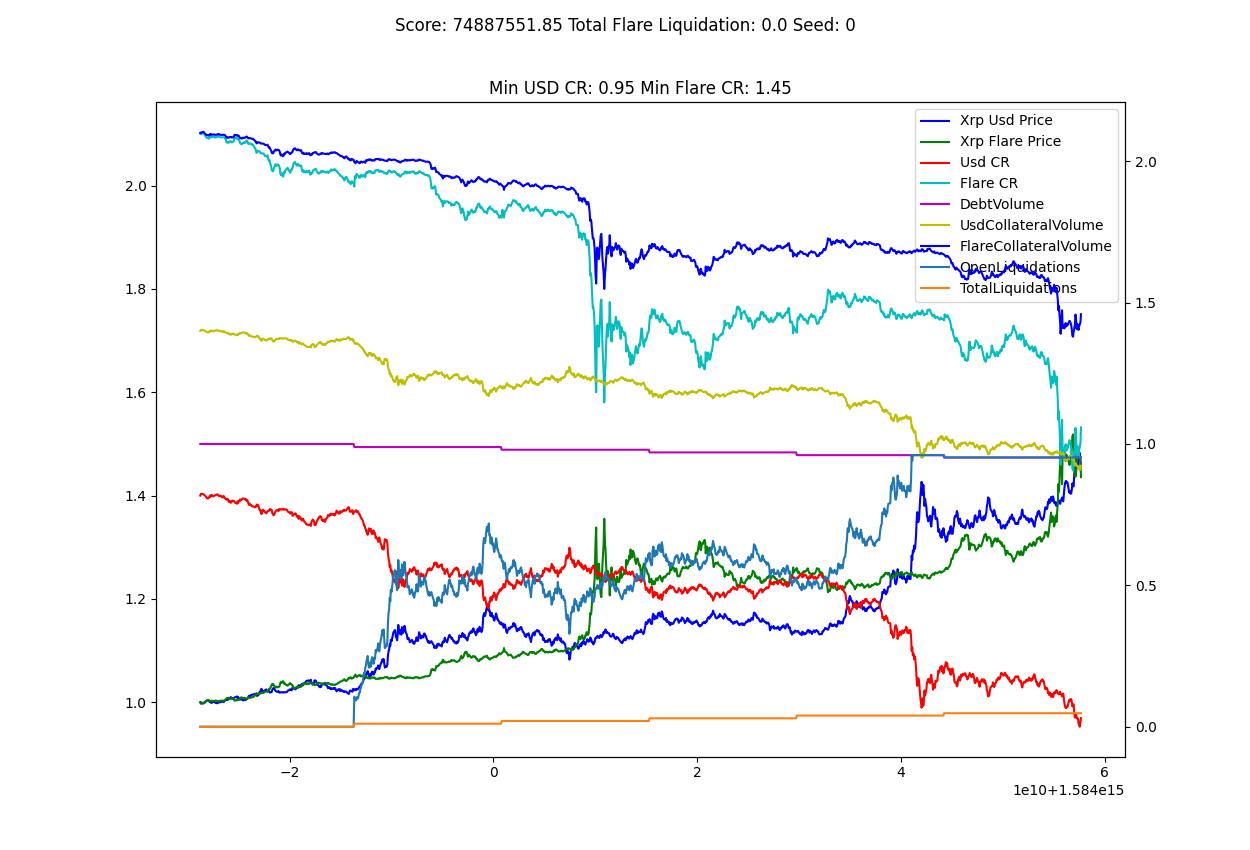 Score: 74887551.85 Total Flare Liquidation: 0.0 Seed: 0
Min USD CR: 0.95 Min Flare CR: 1.45
Xrp Usd Price
Xrp Flare Price
Usd CR
Flare CR
DebtVolume
UsdCollateralVolume
FlareCollateralVolume
OpenLiquidations
TotalLiquidations
2.0
1.8
1.6
1.4
1.2
1.0
2.0
1.5
1.0
0.5
0.0
−2
0
2
4
6
1e10+1.584e15